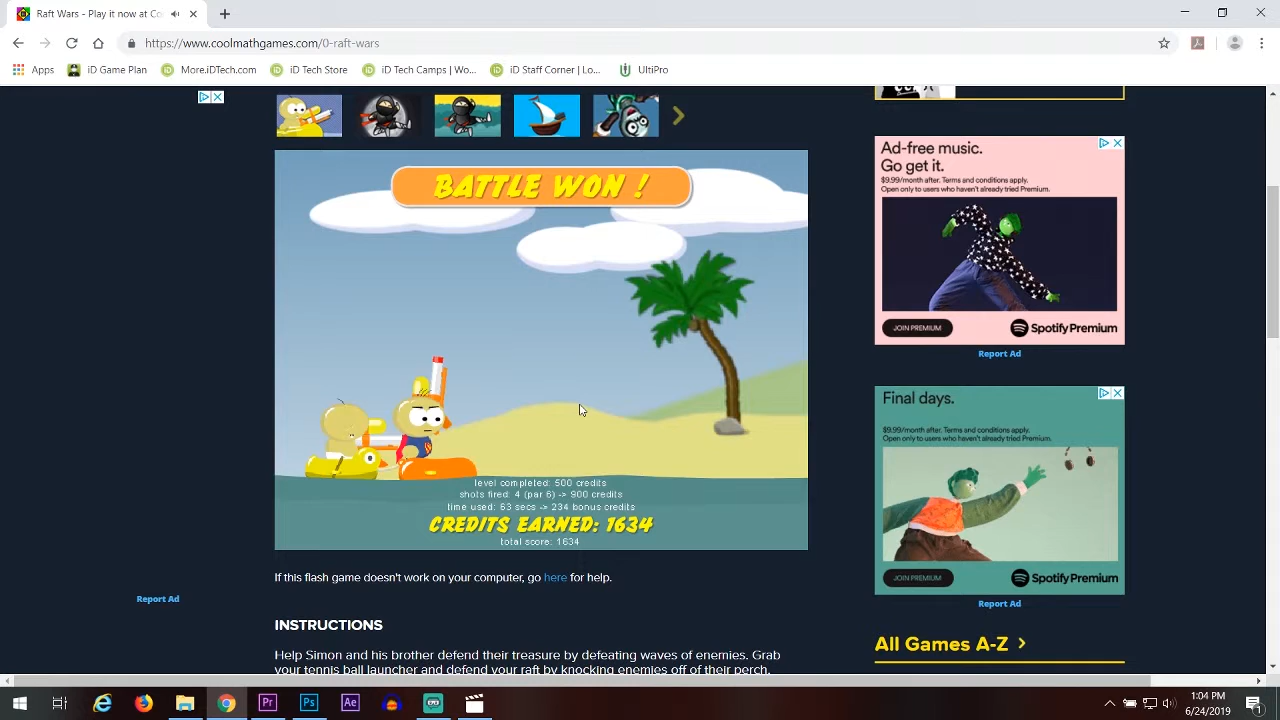 Raft Wars - Play it now at Co
https://www.coolmathgames.com/0-raft-wars
Apps
iD Game Plan
More.iDTech.com
iD Tech Store
iD Tech Camps | Wo...
iD Staff Corner | Lo...
UltiPro
BATTLE WON !
level completed: 500 credits
shots fired: 4 (par 6) -> 900 credits
time used: 63 secs -> 234 bonus credits
CREDITS EARNED: 1634
total score: 1634
If this flash game doesn't work on your computer, go here for help.
Report Ad
INSTRUCTIONS
Help Simon and his brother defend their treasure by defeating waves of enemies. Grab
your tennis ball launcher and defend your raft by knocking enemies off of their perch.
Ad-free music.
Go get it.
$9.99/month after. Terms and conditions apply.
Open only to users who haven't already tried Premium.
JOIN PREMIUM
Spotify Premium
Report Ad
Final days.
$9.99/month after. Terms and conditions apply.
Open only to users who haven't already tried Premium.
JOIN PREMIUM
Spotify Premium
Report Ad
All Games A-Z >
Pr
Ps
Ae
1:04 PM
6/24/2019